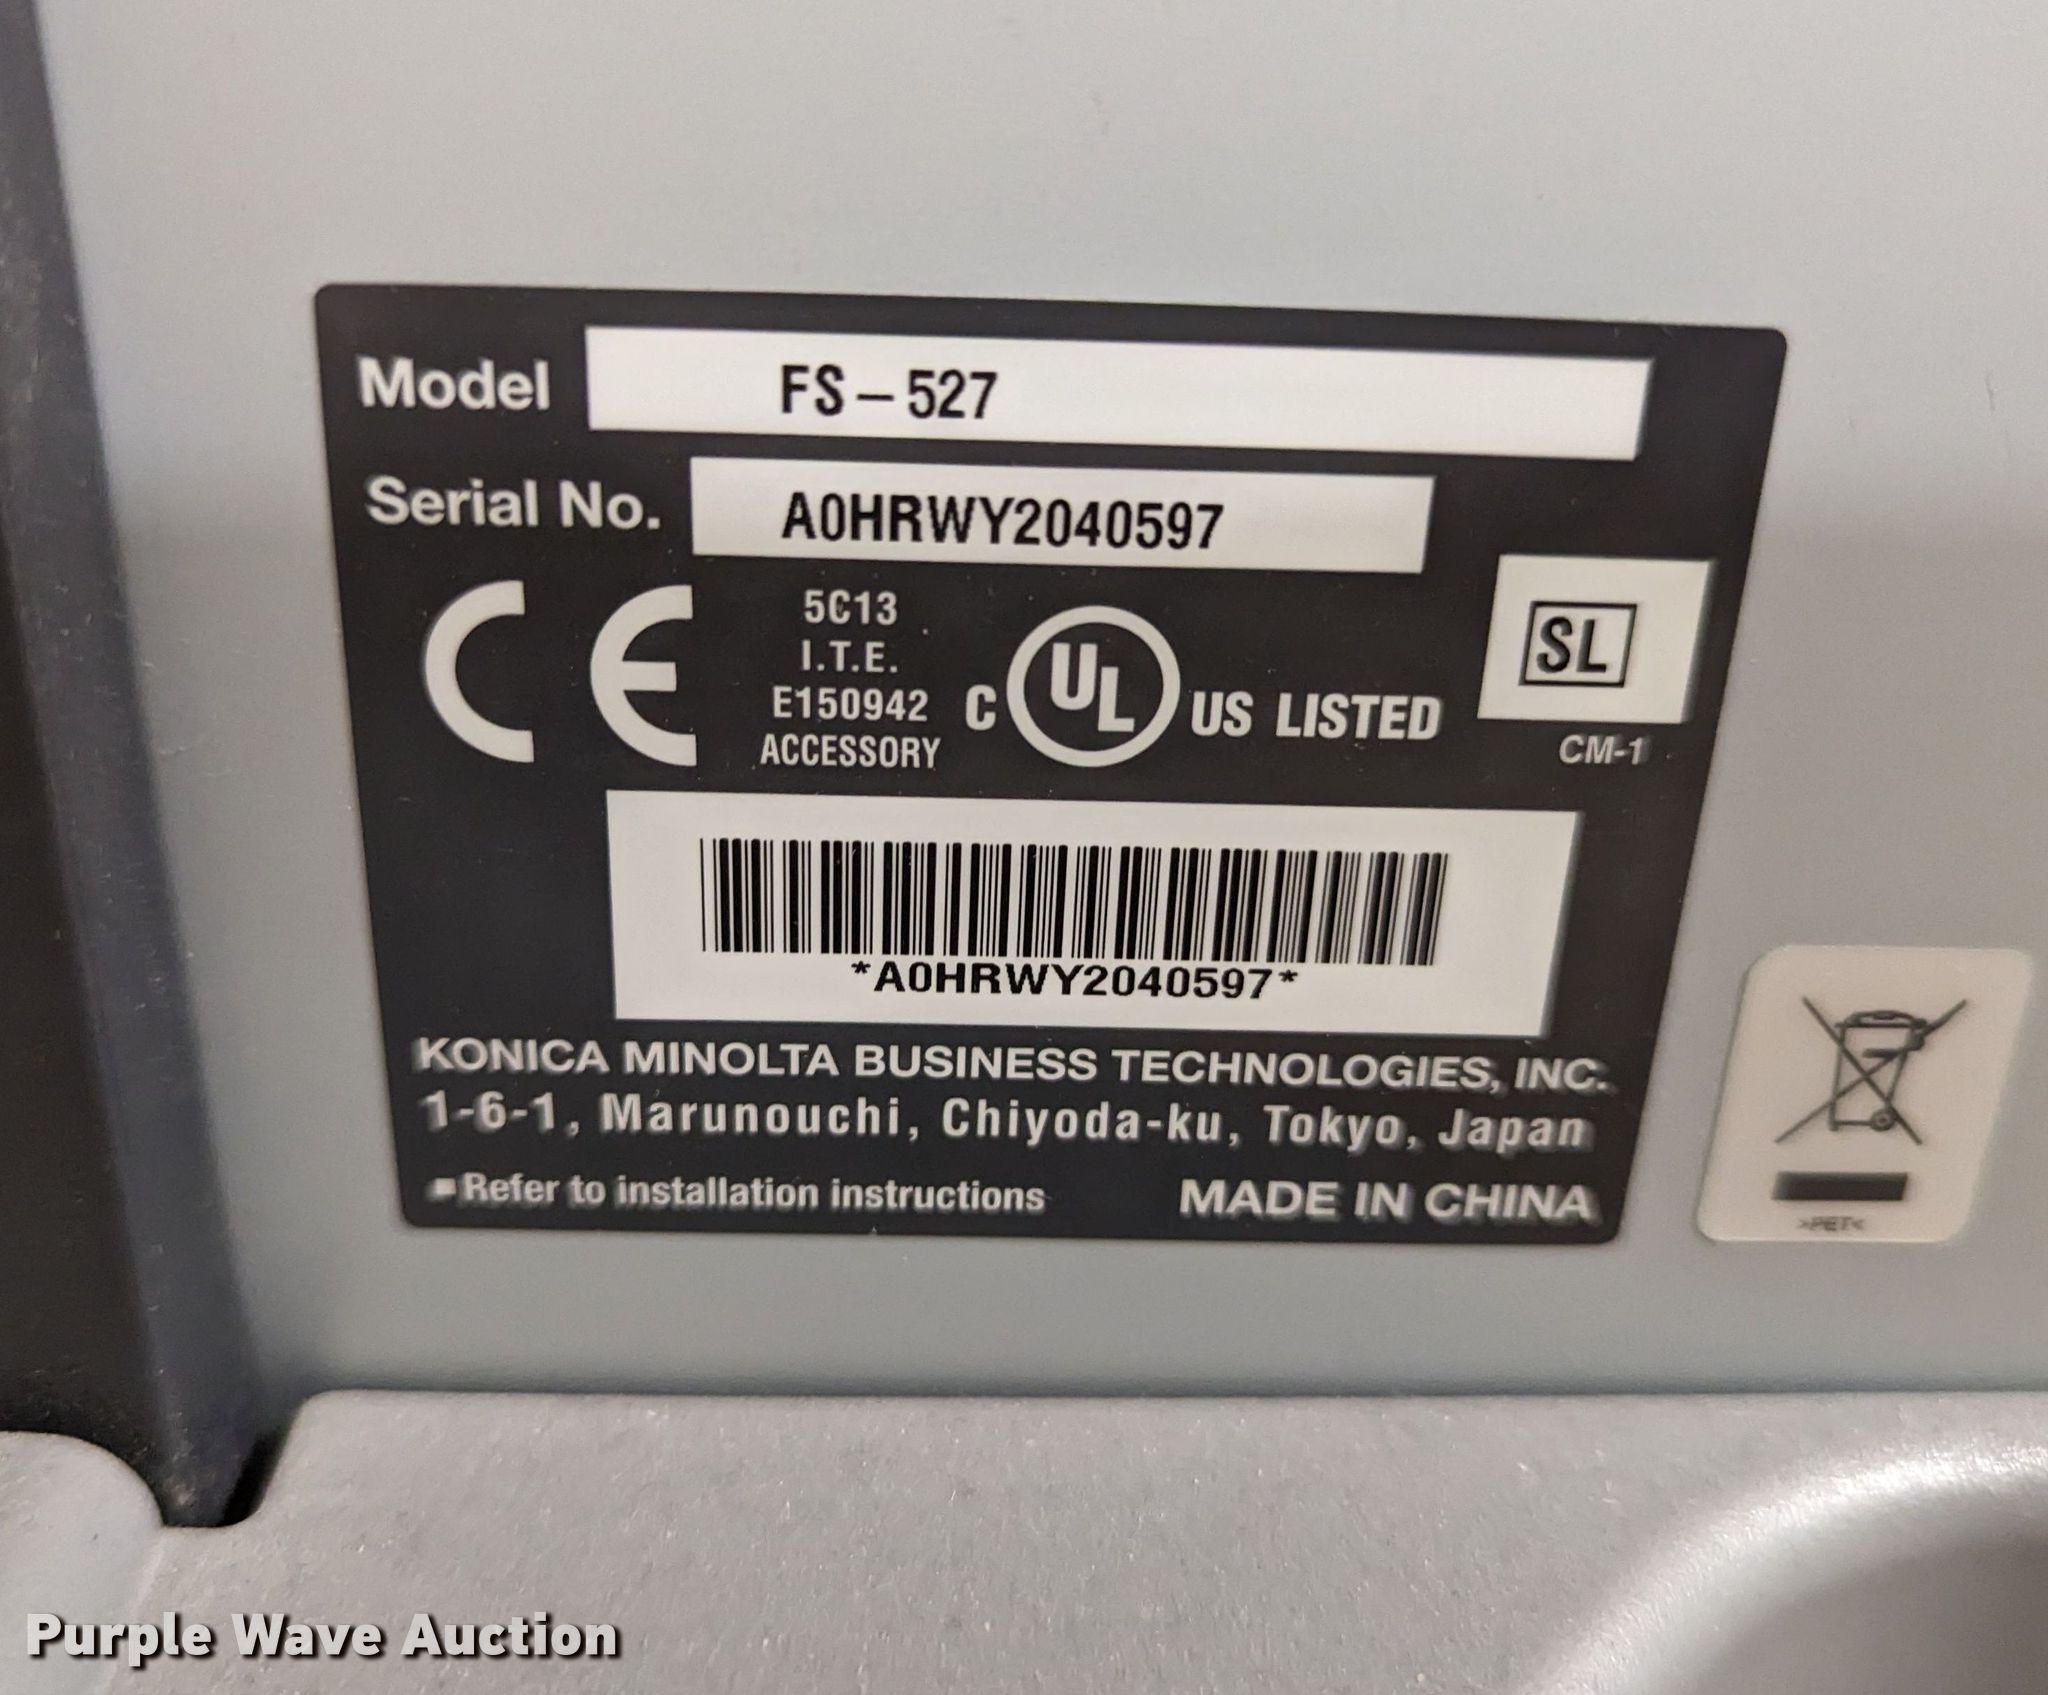 Model FS-527
Serial No. A0HRWY2040597
CE
5C13
I.T.E.
E150942
ACCESSORY
C UL US LISTED
SL
CM-1
*A0HRWY2040597*
KONICA MINOLTA BUSINESS TECHNOLOGIES, INC.
1-6-1, Marunouchi, Chiyoda-ku, Tokyo, Japan
▪Refer to installation instructions MADE IN CHINA
>PET<
Purple Wave Auction